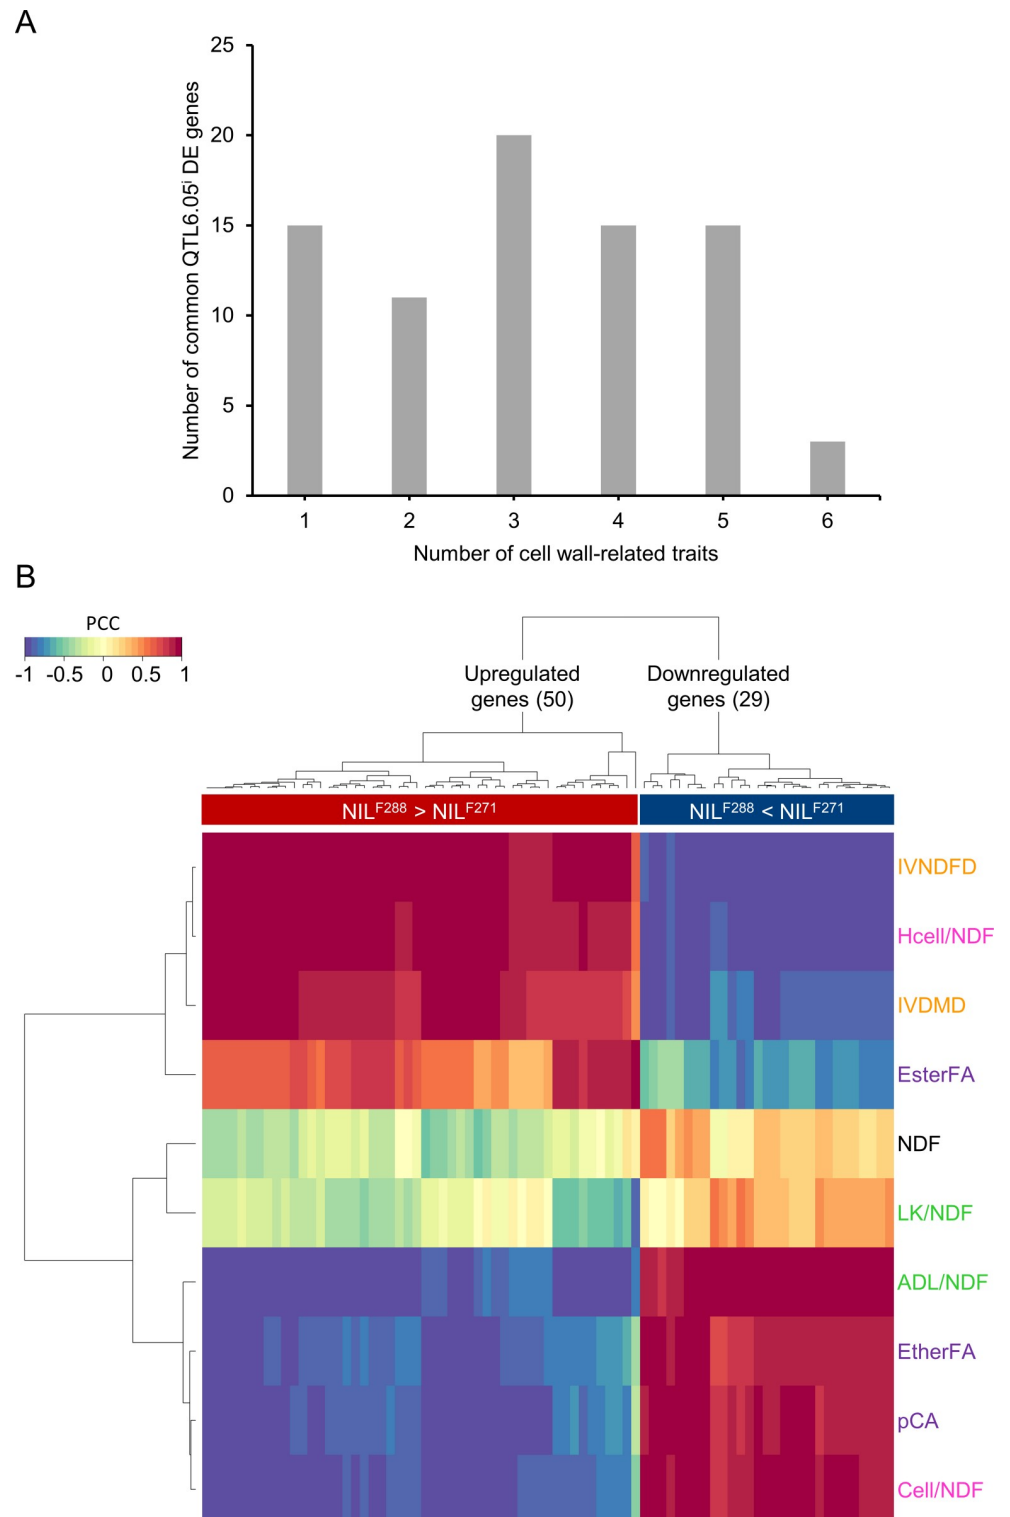 A
25
20
15
10
5
0
Number of common QTL6.05ⁱ DE genes
1 2 3 4 5 6
Number of cell wall-related traits
B
PCC
-1 -0.5 0 0.5 1
Upregulated
genes (50)
Downregulated
genes (29)
NILF288 > NILF271
NILF288 < NILF271
IVNDFD
Hcell/NDF
IVDMD
EsterFA
NDF
LK/NDF
ADL/NDF
EtherFA
pCA
Cell/NDF